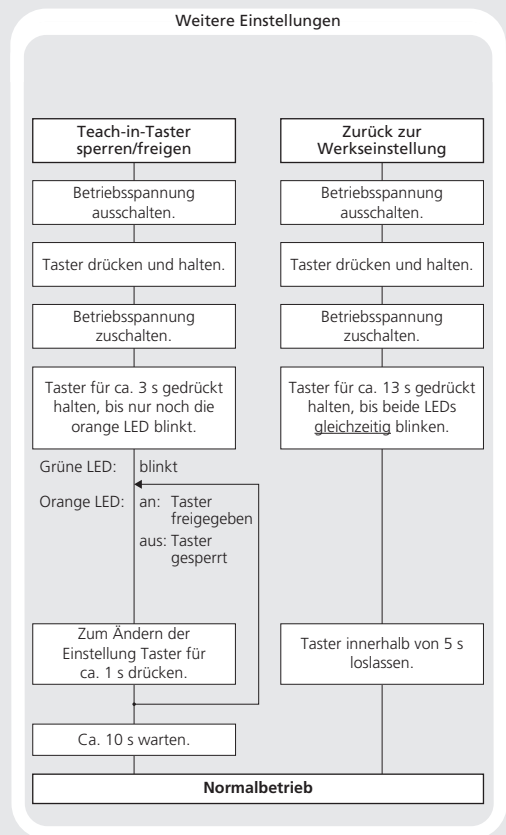 Weitere Einstellungen
Teach-in-Taster
sperren/freigen
Betriebsspannung
ausschalten.
Taster drücken und halten.
Betriebsspannung
zuschalten.
Taster für ca. 3 s gedrückt
halten, bis nur noch die
orange LED blinkt.
Grüne LED: blinkt
Orange LED: an: Taster
freigegeben
aus: Taster
gesperrt
Zum Ändern der
Einstellung Taster für
ca. 1 s drücken.
Ca. 10 s warten.
Zurück zur
Werkseinstellung
Betriebsspannung
ausschalten.
Taster drücken und halten.
Betriebsspannung
zuschalten.
Taster für ca. 13 s gedrückt
halten, bis beide LEDs
gleichzeitig blinken.
Taster innerhalb von 5 s
loslassen.
Normalbetrieb